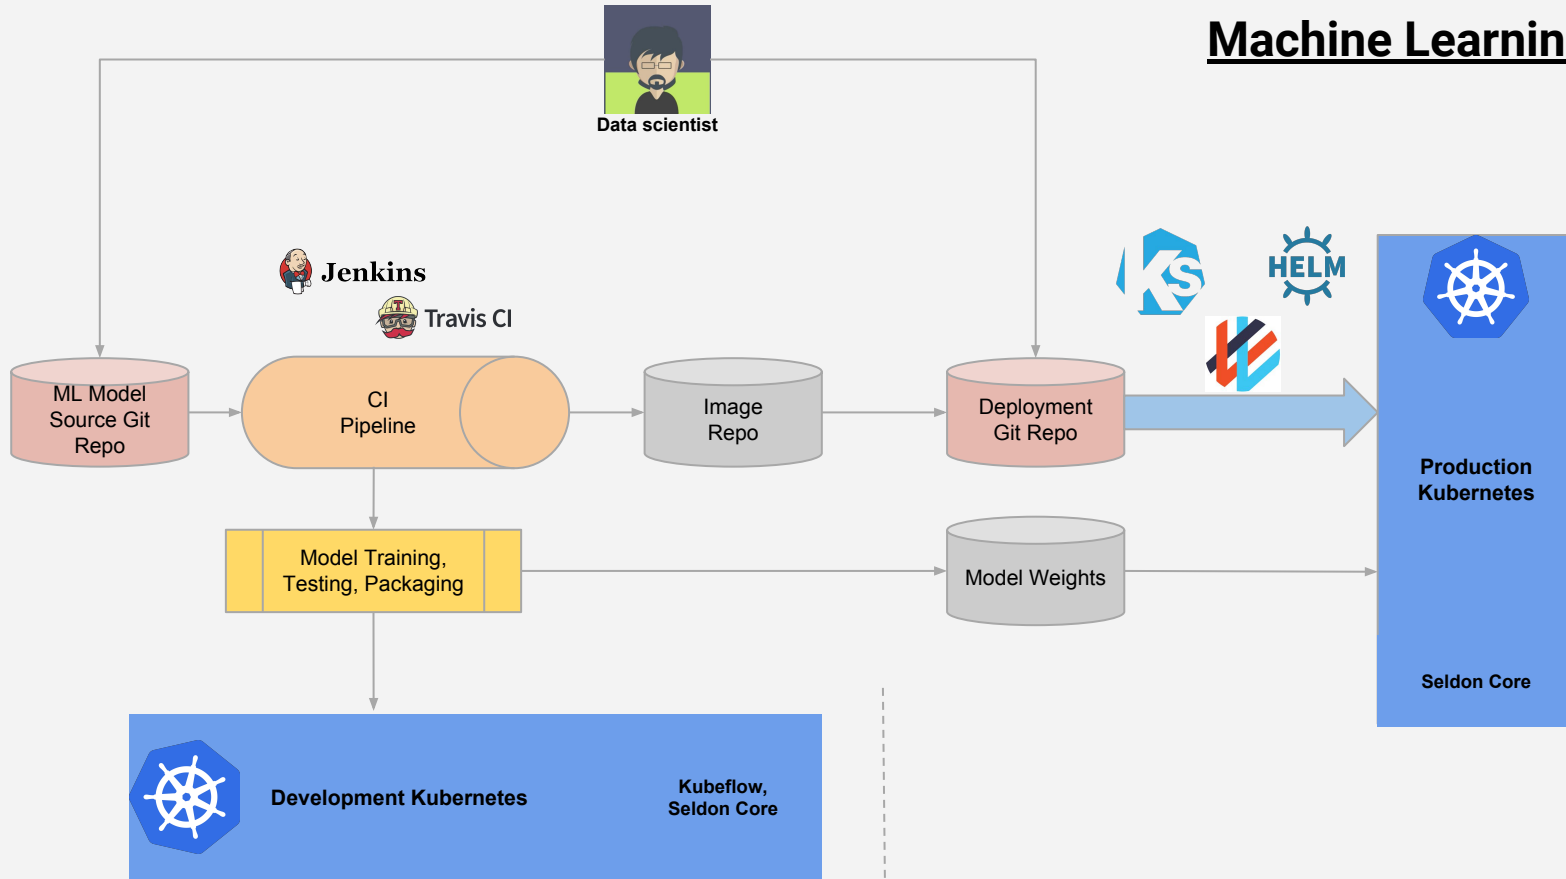 Machine Learnin
Data scientist
Jenkins
Travis CI
Ks
HELM
ML Model
Source Git
Repo
CI
Pipeline
Image
Repo
Deployment
Git Repo
Production
Kubernetes
Model Training,
Testing, Packaging
Model Weights
Seldon Core
Development Kubernetes
Kubeflow,
Seldon Core